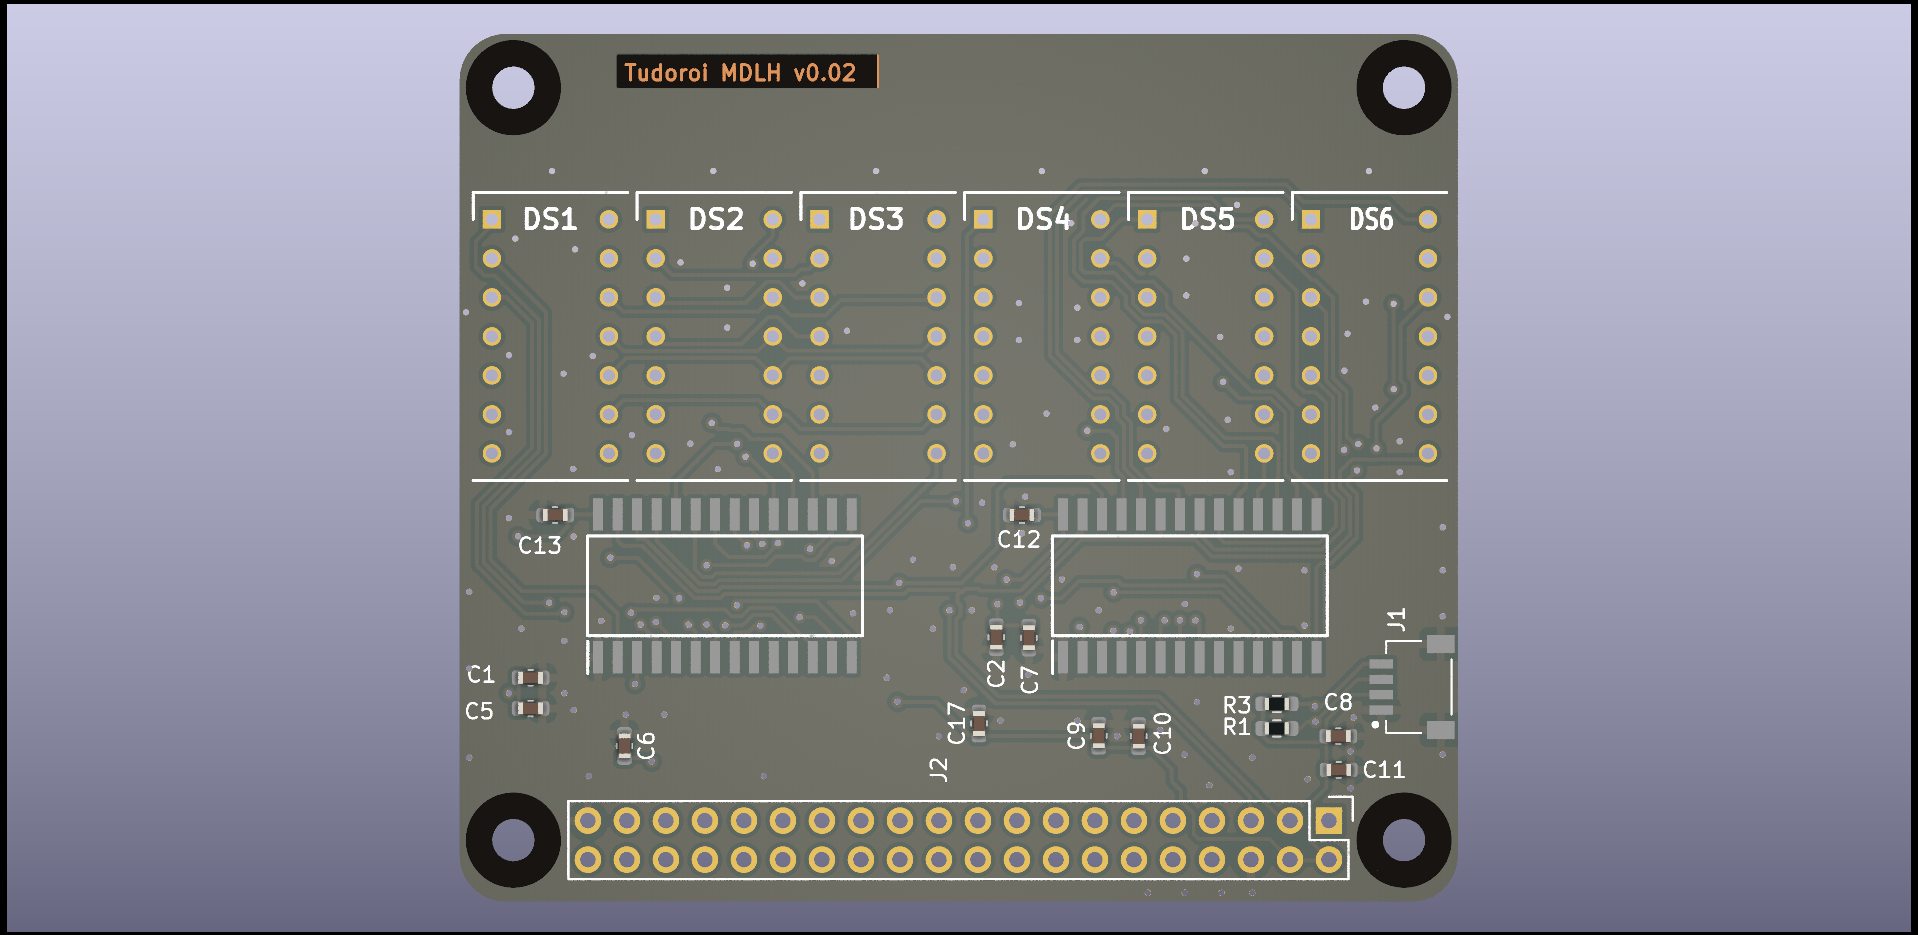 Tudoroi MDLH v0.02
DS1
DS2
DS3
DS4
DS5
DS6
C13
C12
J1
C1
C5
C2
C7
C6
C17
J2
C9
C10
R3
R1
C8
C11